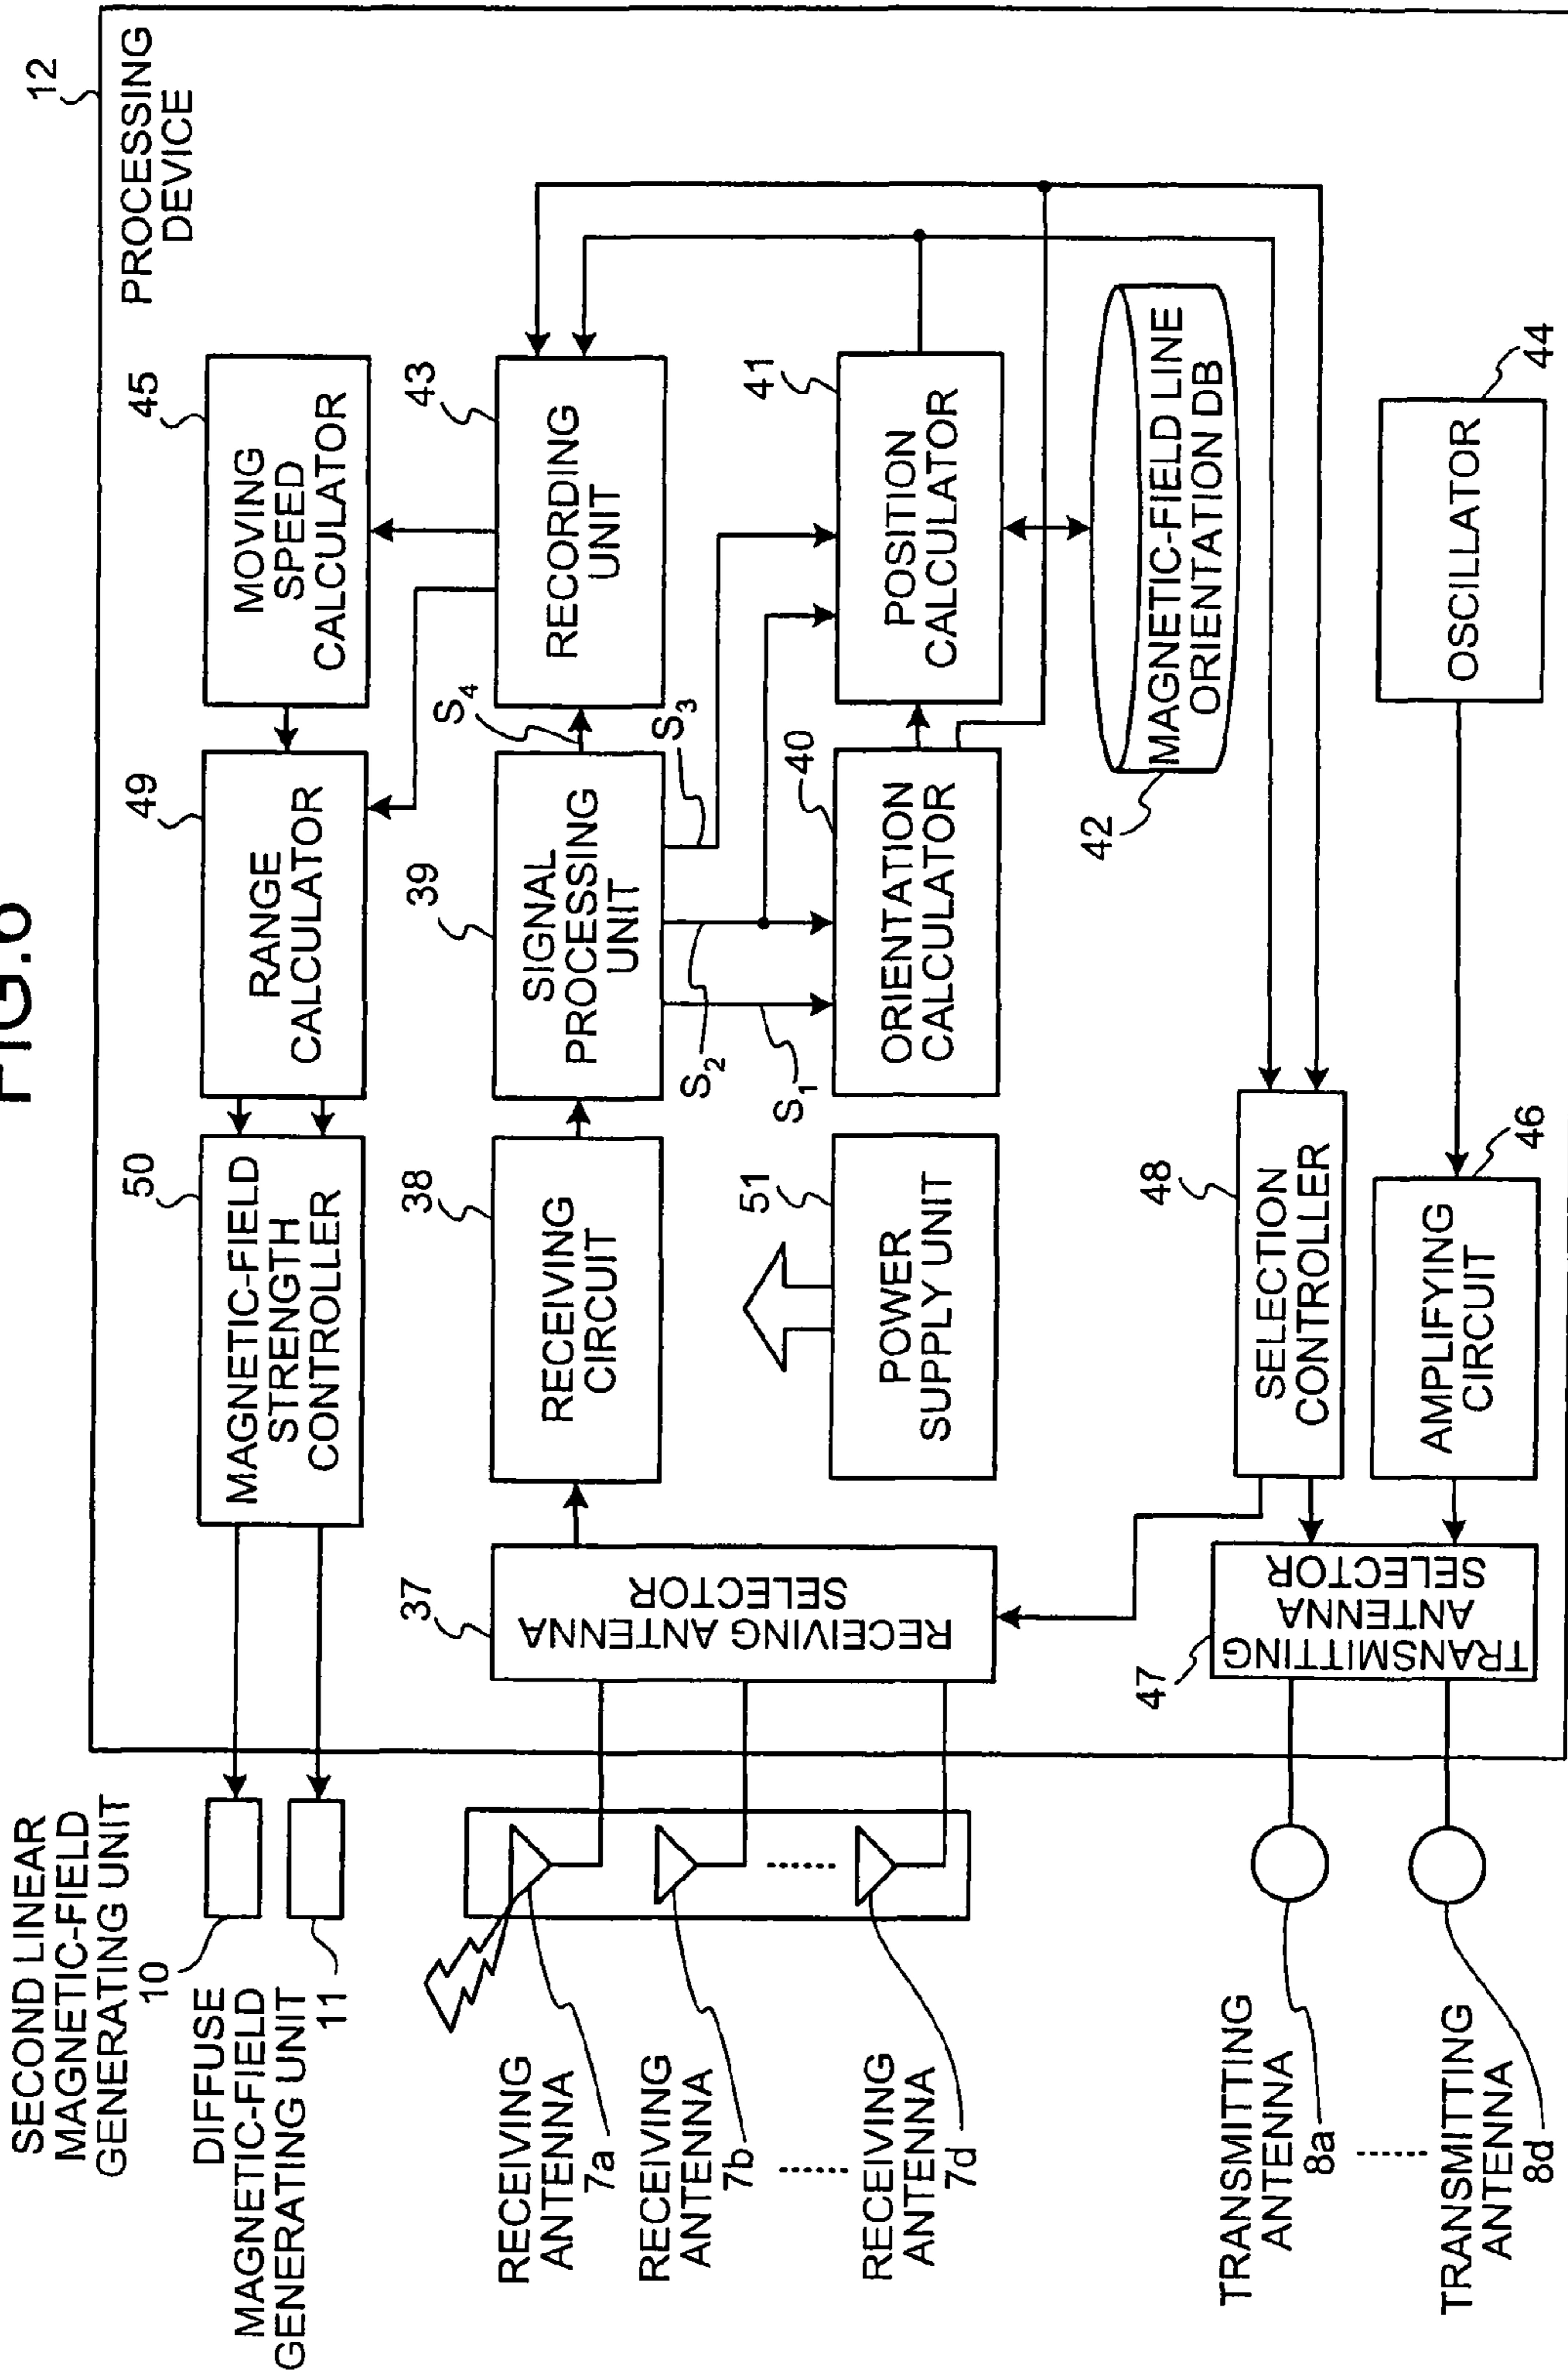 FIG.6
12
PROCESSING
DEVICE
SECOND LINEAR
MAGNETIC-FIELD
GENERATING UNIT
10
DIFFUSE
MAGNETIC-FIELD
GENERATING UNIT
11
50
MAGNETIC-FIELD
STRENGTH
CONTROLLER
49
RANGE
CALCULATOR
45
MOVING
SPEED
CALCULATOR
RECEIVING
ANTENNA
7a
RECEIVING
ANTENNA
7b
RECEIVING
ANTENNA
7d
37
RECEIVING ANTENNA
SELECTOR
38
RECEIVING
CIRCUIT
39
SIGNAL
PROCESSING
UNIT
S4
43
RECORDING
UNIT
S1
S2
S3
51
POWER
SUPPLY UNIT
40
ORIENTATION
CALCULATOR
41
POSITION
CALCULATOR
42
MAGNETIC-FIELD LINE
ORIENTATION DB
TRANSMITTING
ANTENNA
8a
TRANSMITTING
ANTENNA
8d
47
TRANSMITTING
ANTENNA
SELECTOR
48
SELECTION
CONTROLLER
46
AMPLIFYING
CIRCUIT
44
OSCILLATOR